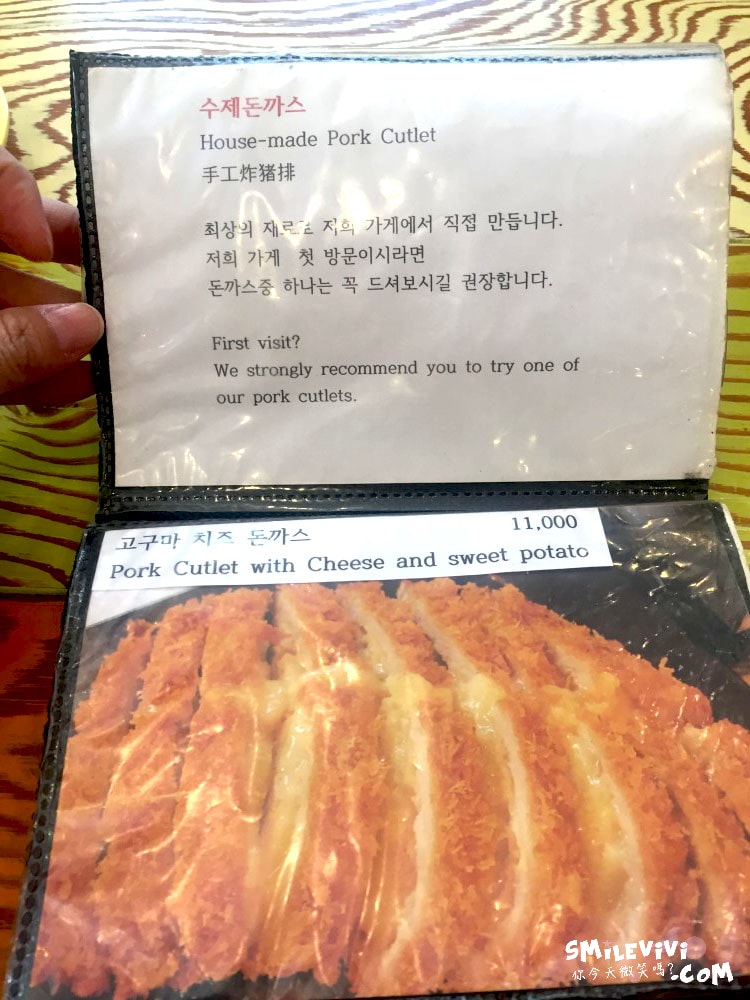 수제돈까스
House-made Pork Cutlet
手工炸猪排
최상의 재료로 저희 가게에서 직접 만듭니다.
저희 가게 첫 방문이시라면
돈까스중 하나는 꼭 드셔보시길 권장합니다.
First visit?
We strongly recommend you to try one of
our pork cutlets.
고구마 치즈 돈까스 11,000
Pork Cutlet with Cheese and sweet potato
SMiLEViVi
你今天微笑嗎?.COM